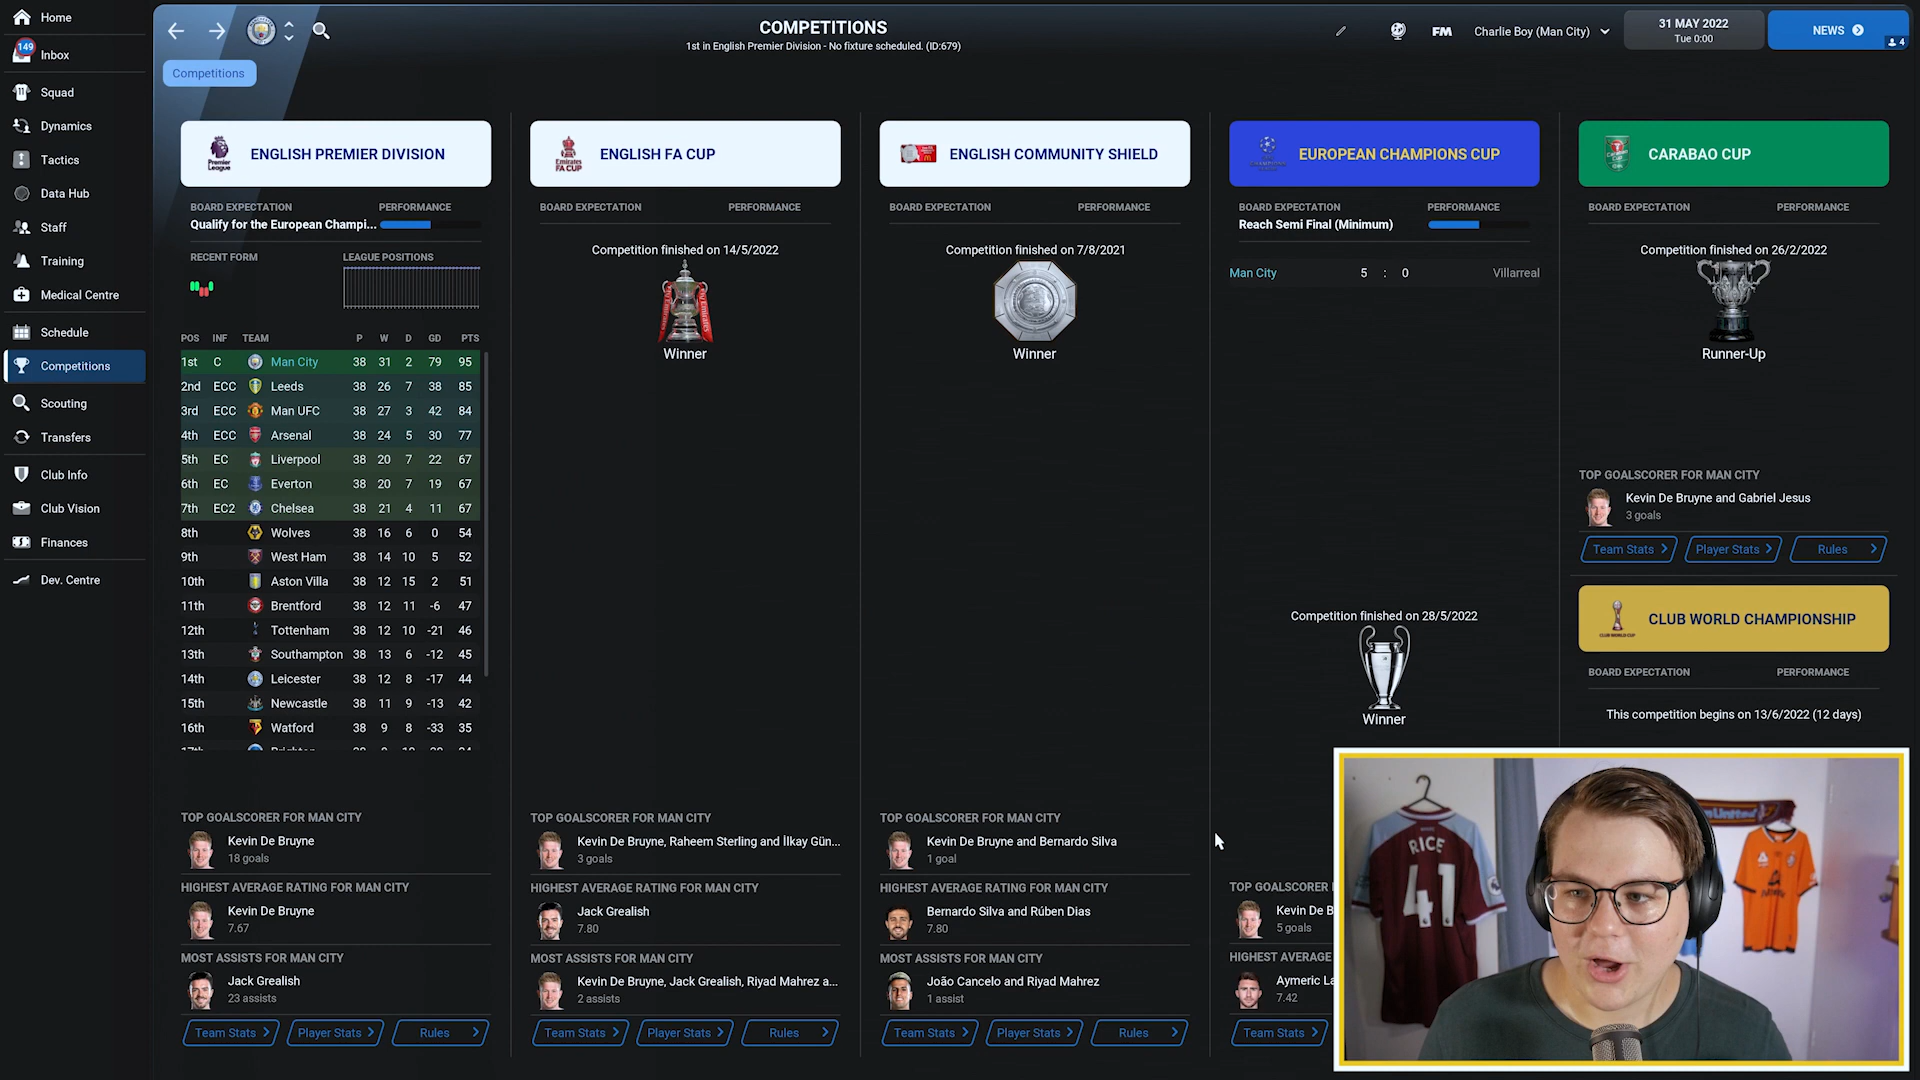 Home
149
Inbox
Squad
Dynamics
Tactics
Data Hub
Staff
Training
Medical Centre
Schedule
Competitions
Scouting
Transfers
Club Info
Club Vision
Finances
Dev. Centre
COMPETITIONS
1st in English Premier Division - No fixture scheduled. (ID:679)
FM
Charlie Boy (Man City)
31 MAY 2022
Tue 0:00
NEWS
4
Competitions
Premier League
ENGLISH PREMIER DIVISION
BOARD EXPECTATION PERFORMANCE
Qualify for the European Champi...
RECENT FORM LEAGUE POSITIONS
POS INF TEAM P W D GD PTS
1st C Man City 38 31 2 79 95
2nd ECC Leeds 38 26 7 38 85
3rd ECC Man UFC 38 27 3 42 84
4th ECC Arsenal 38 24 5 30 77
5th EC Liverpool 38 20 7 22 67
6th EC Everton 38 20 7 19 67
7th EC2 Chelsea 38 21 4 11 67
8th Wolves 38 16 6 0 54
9th West Ham 38 14 10 5 52
10th Aston Villa 38 12 15 2 51
11th Brentford 38 12 11 -6 47
12th Tottenham 38 12 10 -21 46
13th Southampton 38 13 6 -12 45
14th Leicester 38 12 8 -17 44
15th Newcastle 38 11 9 -13 42
16th Watford 38 9 8 -33 35
TOP GOALSCORER FOR MAN CITY
Kevin De Bruyne
18 goals
HIGHEST AVERAGE RATING FOR MAN CITY
Kevin De Bruyne
7.67
MOST ASSISTS FOR MAN CITY
Jack Grealish
23 assists
Team Stats Player Stats Rules
Emirates FA CUP
ENGLISH FA CUP
BOARD EXPECTATION PERFORMANCE
Competition finished on 14/5/2022
Winner
TOP GOALSCORER FOR MAN CITY
Kevin De Bruyne, Raheem Sterling and İlkay Gün...
3 goals
HIGHEST AVERAGE RATING FOR MAN CITY
Jack Grealish
7.80
MOST ASSISTS FOR MAN CITY
Kevin De Bruyne, Jack Grealish, Riyad Mahrez a...
2 assists
Team Stats Player Stats Rules
ENGLISH COMMUNITY SHIELD
BOARD EXPECTATION PERFORMANCE
Competition finished on 7/8/2021
Winner
TOP GOALSCORER FOR MAN CITY
Kevin De Bruyne and Bernardo Silva
1 goal
HIGHEST AVERAGE RATING FOR MAN CITY
Bernardo Silva and Rúben Dias
7.80
MOST ASSISTS FOR MAN CITY
João Cancelo and Riyad Mahrez
1 assist
Team Stats Player Stats Rules
EUROPEAN CHAMPIONS CUP
BOARD EXPECTATION PERFORMANCE
Reach Semi Final (Minimum)
Man City 5 : 0 Villarreal
Competition finished on 28/5/2022
Winner
TOP GOALSCORER
Kevin De B
5 goals
HIGHEST AVERAGE
Aymeric La
7.42
Team Stats
CARABAO CUP
BOARD EXPECTATION PERFORMANCE
Competition finished on 26/2/2022
Runner-Up
TOP GOALSCORER FOR MAN CITY
Kevin De Bruyne and Gabriel Jesus
3 goals
Team Stats Player Stats Rules
CLUB WORLD CHAMPIONSHIP
BOARD EXPECTATION PERFORMANCE
This competition begins on 13/6/2022 (12 days)
RICE
41